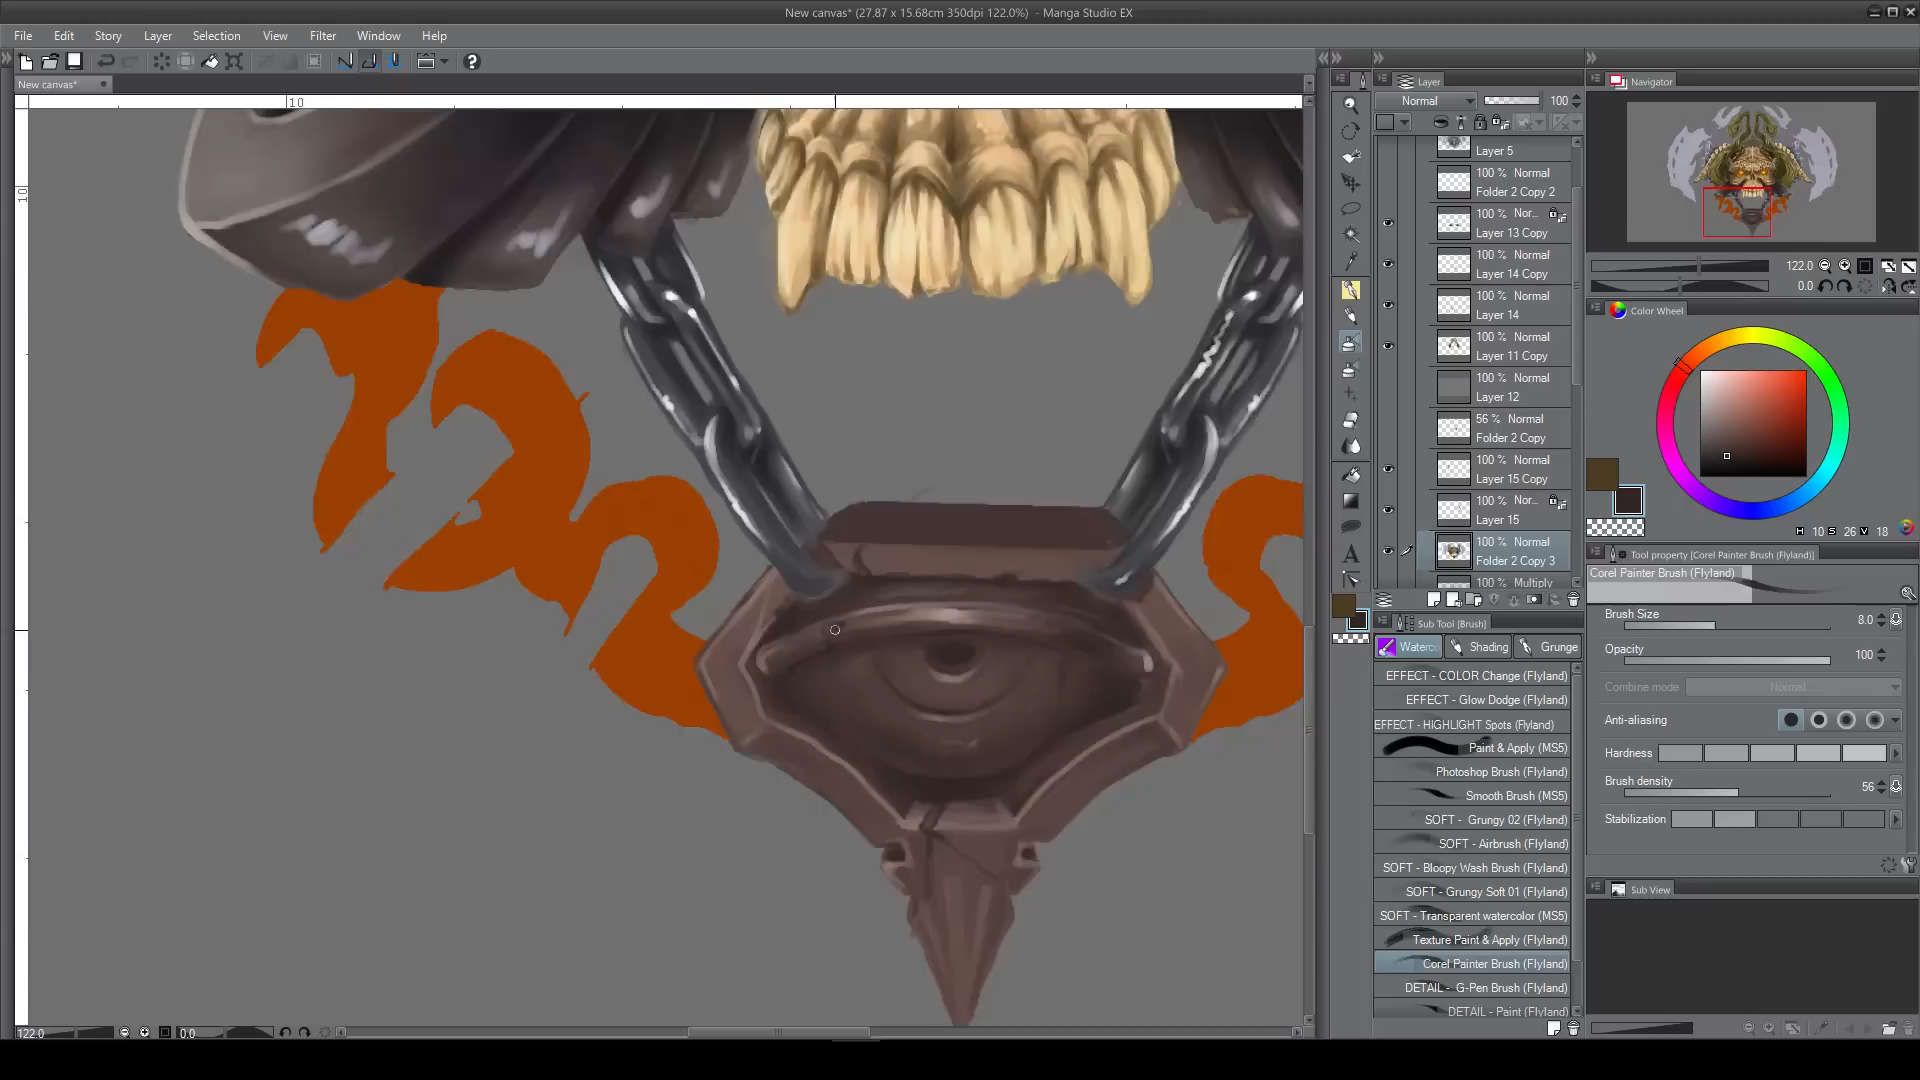 New canvas* (27.87 x 15.68cm 350dpi 122.0%)  - Manga Studio EX
File Edit Story Layer Selection View Filter Window Help
New canvas*
10
10
122.0
0.0
Layer
Normal 100
Layer 5
100 % Normal
Folder 2 Copy 2
100 % Nor...
Layer 13 Copy
100 % Normal
Layer 14 Copy
100 % Normal
Layer 14
100 % Normal
Layer 11 Copy
100 % Normal
Layer 12
56 % Normal
Folder 2 Copy
100 % Normal
Layer 15 Copy
100 % Nor...
Layer 15
100 % Normal
Folder 2 Copy 3
100 % Multiply
Sub Tool [Brush]
Waterco Shading Grunge
EFFECT - COLOR Change (Flyland)
EFFECT - Glow Dodge (Flyland)
EFFECT - HIGHLIGHT Spots (Flyland)
Paint & Apply (MS5)
Photoshop Brush (Flyland)
Smooth Brush (MS5)
SOFT - Grungy 02 (Flyland)
SOFT - Airbrush (Flyland)
SOFT - Bloopy Wash Brush (Flyland)
SOFT - Grungy Soft 01 (Flyland)
SOFT - Transparent watercolor (MS5)
Texture Paint & Apply (Flyland)
Corel Painter Brush (Flyland)
DETAIL - G-Pen Brush (Flyland)
DETAIL - Paint (Flyland)
Navigator
122.0
0.0
Color Wheel
H 10 S 26 V 18
Tool property [Corel Painter Brush (Flyland)]
Corel Painter Brush (Flyland)
Brush Size 8.0
Opacity 100
Combine mode Normal
Anti-aliasing
Hardness
Brush density 56
Stabilization
Sub View